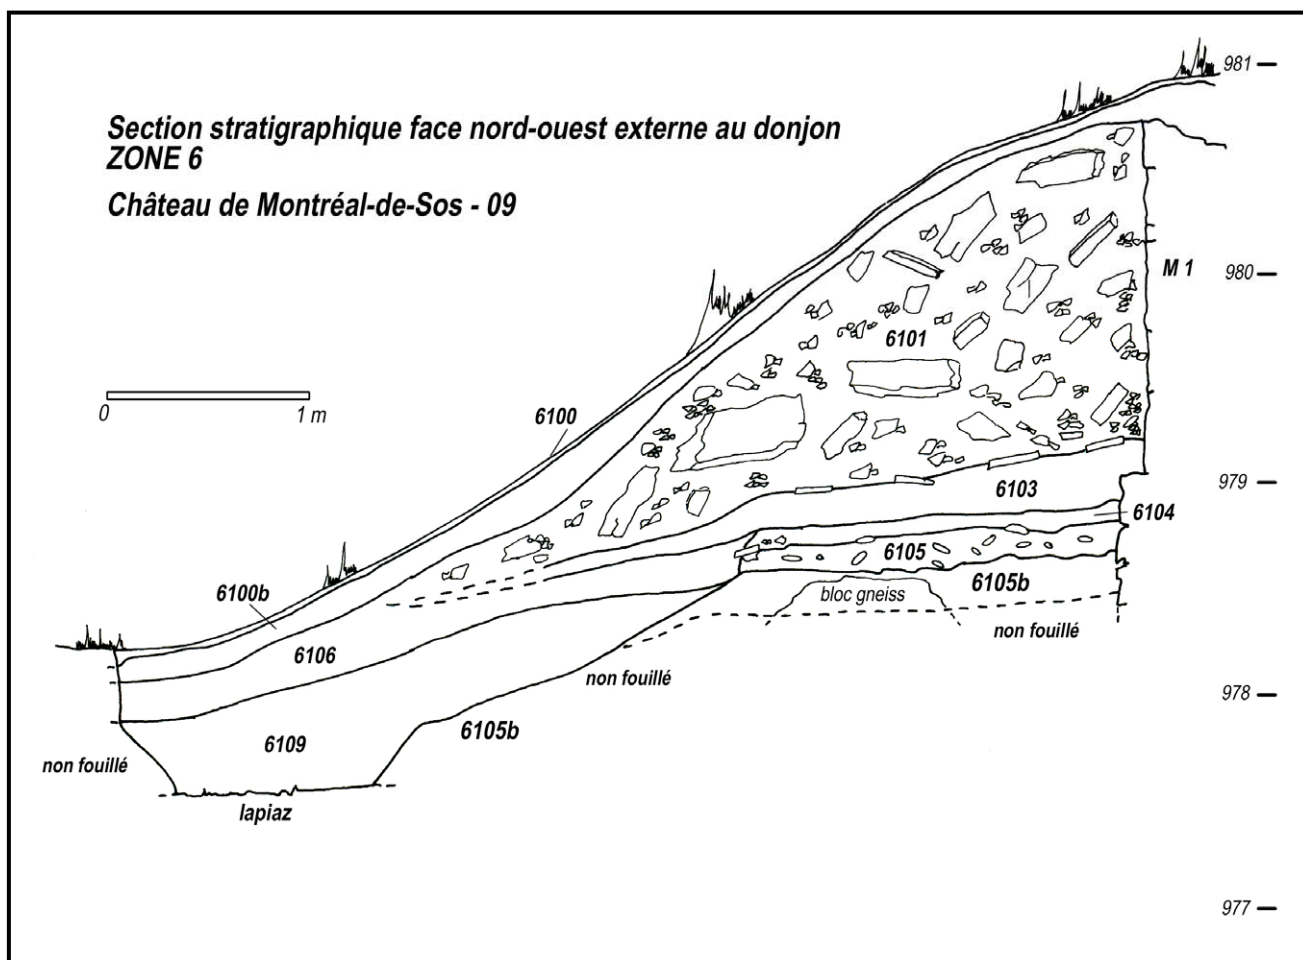 981
Section stratigraphique face nord-ouest externe au donjon
ZONE 6
Château de Montréal-de-Sos - 09
M 1
980
6101
0
1 m
6100
6103
979
6104
6105
6100b
bloc gneiss
6105b
non fouillé
6106
non fouillé
978
6105b
6109
non fouillé
lapiaz
977